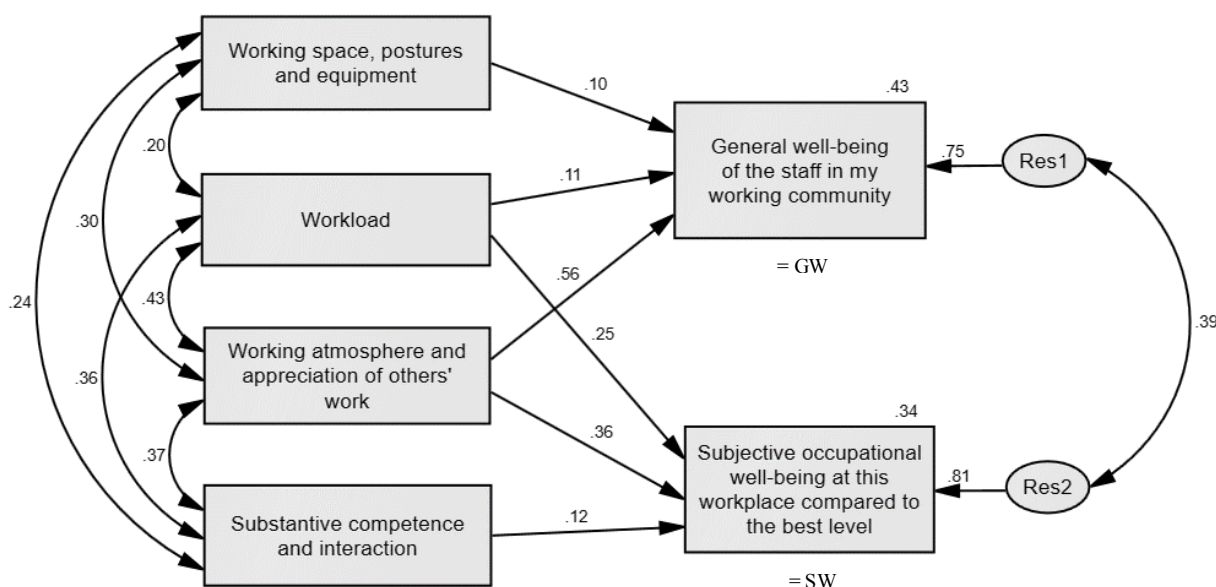 Working space, postures
and equipment
.43
.10
General well-being
of the staff in my
working community
.75
Res1
.20
.11
Workload
.30
= GW
.56
.24
.43
.25
.39
Working atmosphere and
appreciation of others'
work
.36
.34
.36
Subjective occupational
well-being at this
workplace compared to
the best level
.37
.81
Res2
Substantive competence
and interaction
.12
= SW